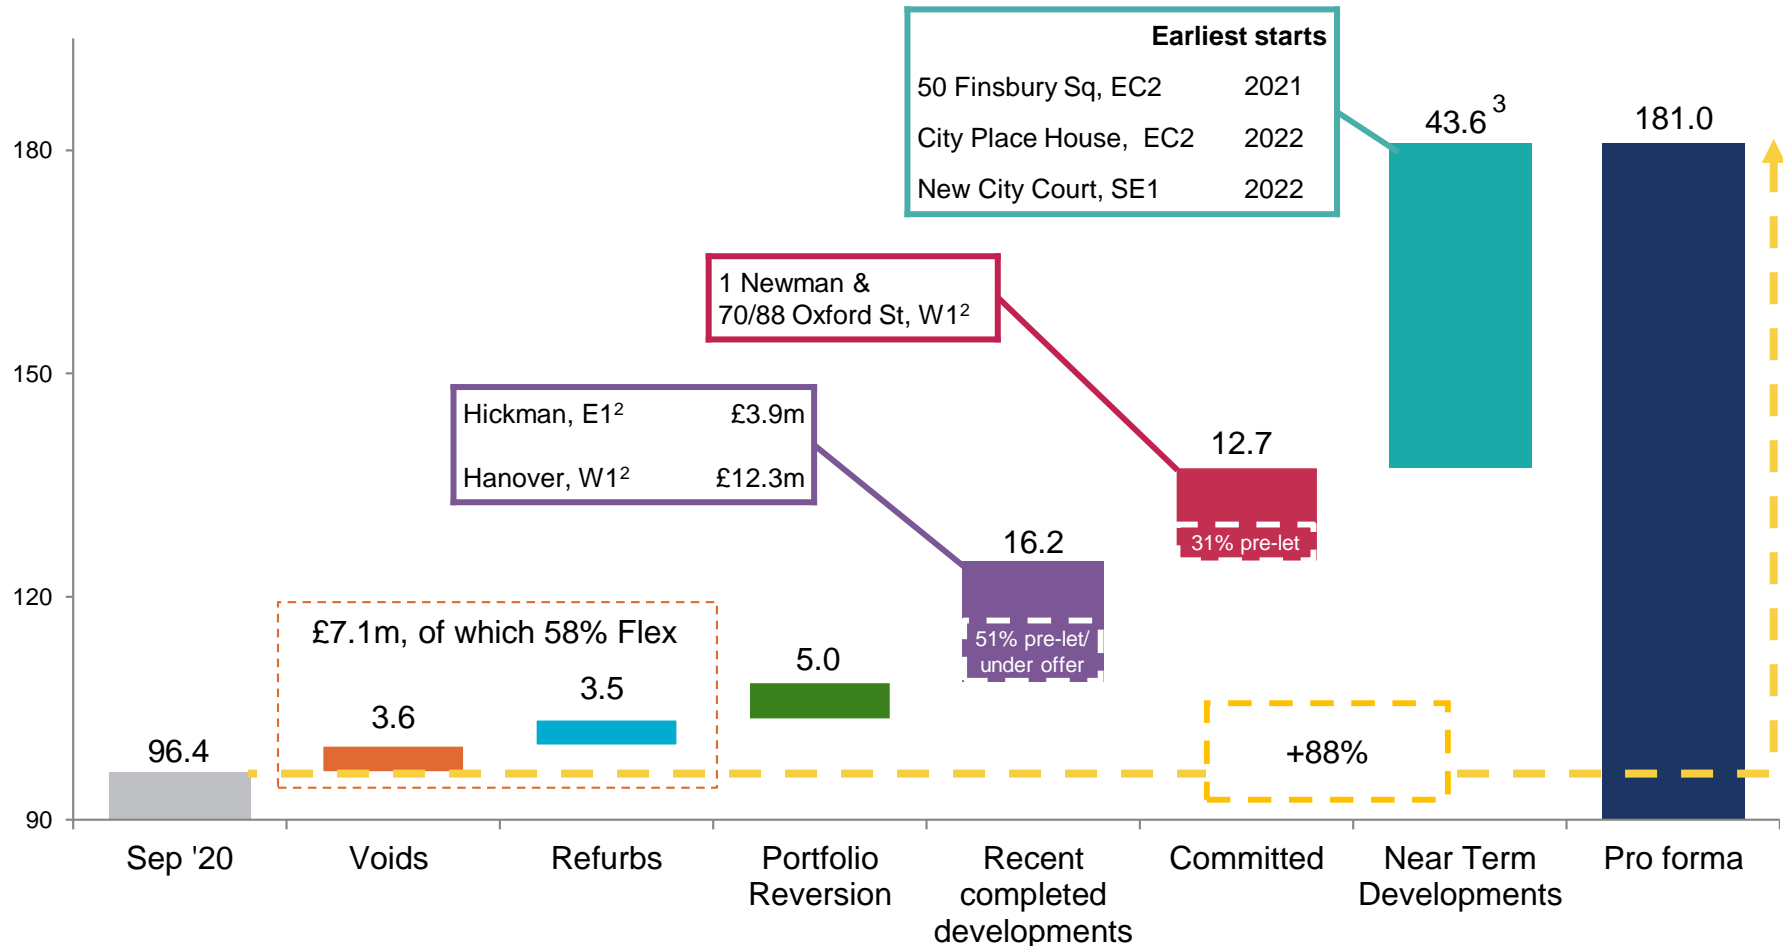 Earliest starts
50 Finsbury Sq, EC2 2021
City Place House, EC2 2022
New City Court, SE1 2022
43.6 3
181.0
180
1 Newman &
70/88 Oxford St, W1²
150
Hickman, E1² £3.9m
Hanover, W1² £12.3m
12.7
31% pre-let
16.2
51% pre-let/
under offer
120
£7.1m, of which 58% Flex
5.0
3.5
3.6
96.4
+88%
90
Sep '20
Voids
Refurbs
Portfolio
Reversion
Recent
completed
developments
Committed
Near Term
Developments
Pro forma